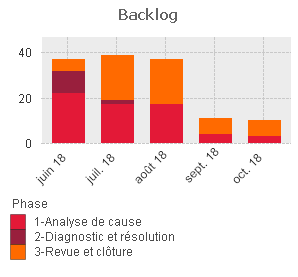 Backlog
40
20
0
juin 18
juil. 18
août 18
sept. 18
oct. 18
Phase
1-Analyse de cause
2-Diagnostic et résolution
3-Revue et clôture